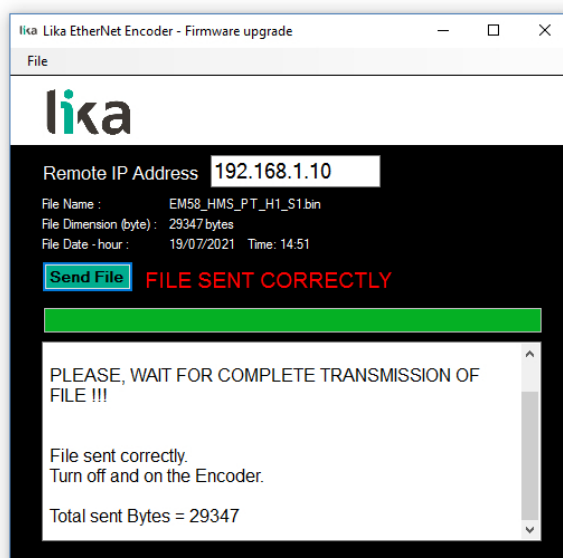 lika Lika EtherNet Encoder - Firmware upgrade
File
lika
Remote IP Address 192.168.1.10
File Name : EM58_HMS_PT_H1_S1.bin
File Dimension (byte) : 29347 bytes
File Date - hour : 19/07/2021 Time: 14:51
Send File FILE SENT CORRECTLY
PLEASE, WAIT FOR COMPLETE TRANSMISSION OF
FILE !!!
File sent correctly.
Turn off and on the Encoder.
Total sent Bytes = 29347